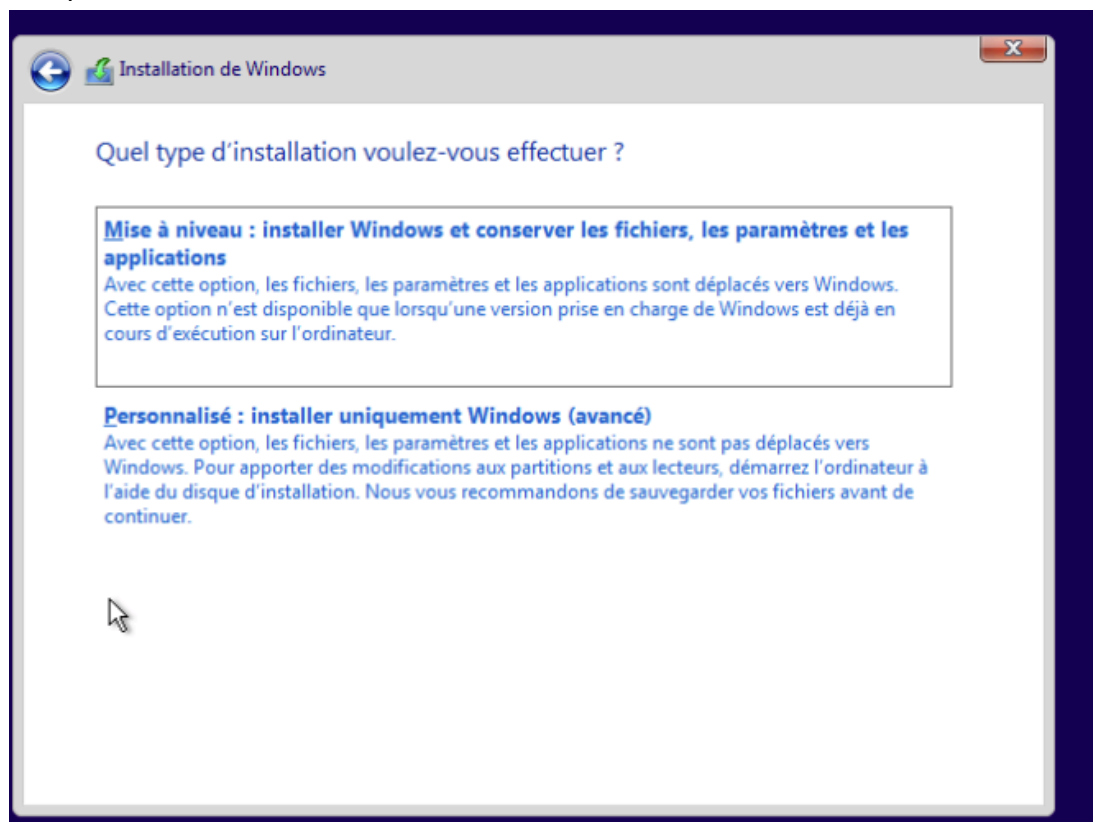 Installation de Windows
Quel type d'installation voulez-vous effectuer ?
Mise à niveau : installer Windows et conserver les fichiers, les paramètres et les
applications
Avec cette option, les fichiers, les paramètres et les applications sont déplacés vers Windows.
Cette option n'est disponible que lorsqu'une version prise en charge de Windows est déjà en
cours d'exécution sur l'ordinateur.
Personnalisé : installer uniquement Windows (avancé)
Avec cette option, les fichiers, les paramètres et les applications ne sont pas déplacés vers
Windows. Pour apporter des modifications aux partitions et aux lecteurs, démarrez l'ordinateur à
l'aide du disque d'installation. Nous vous recommandons de sauvegarder vos fichiers avant de
continuer.